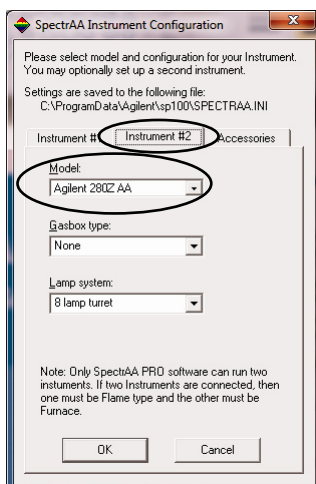 SpectrAA Instrument Configuration
Please select model and configuration for your Instrument.
You may optionally set up a second instrument.
Settings are saved to the following file:
C:\ProgramData\Agilent\sp100\SPECTRAA.INI
Instrument #1 Instrument #2 Accessories
Model:
Agilent 280Z AA
Gasbox type:
None
Lamp system:
8 lamp turret
Note: Only SpectrAA PRO software can run two
instuments. If two Instruments are connected, then
one must be Flame type and the other must be
Furnace.
OK Cancel